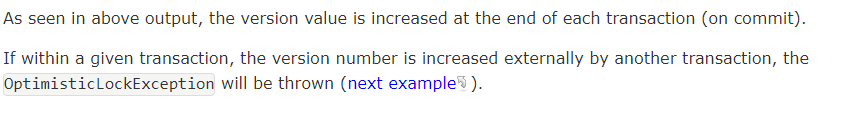 As seen in above output, the version value is increased at the end of each transaction (on commit).
If within a given transaction, the version number is increased externally by another transaction, the
OptimisticLockException will be thrown (next example ).